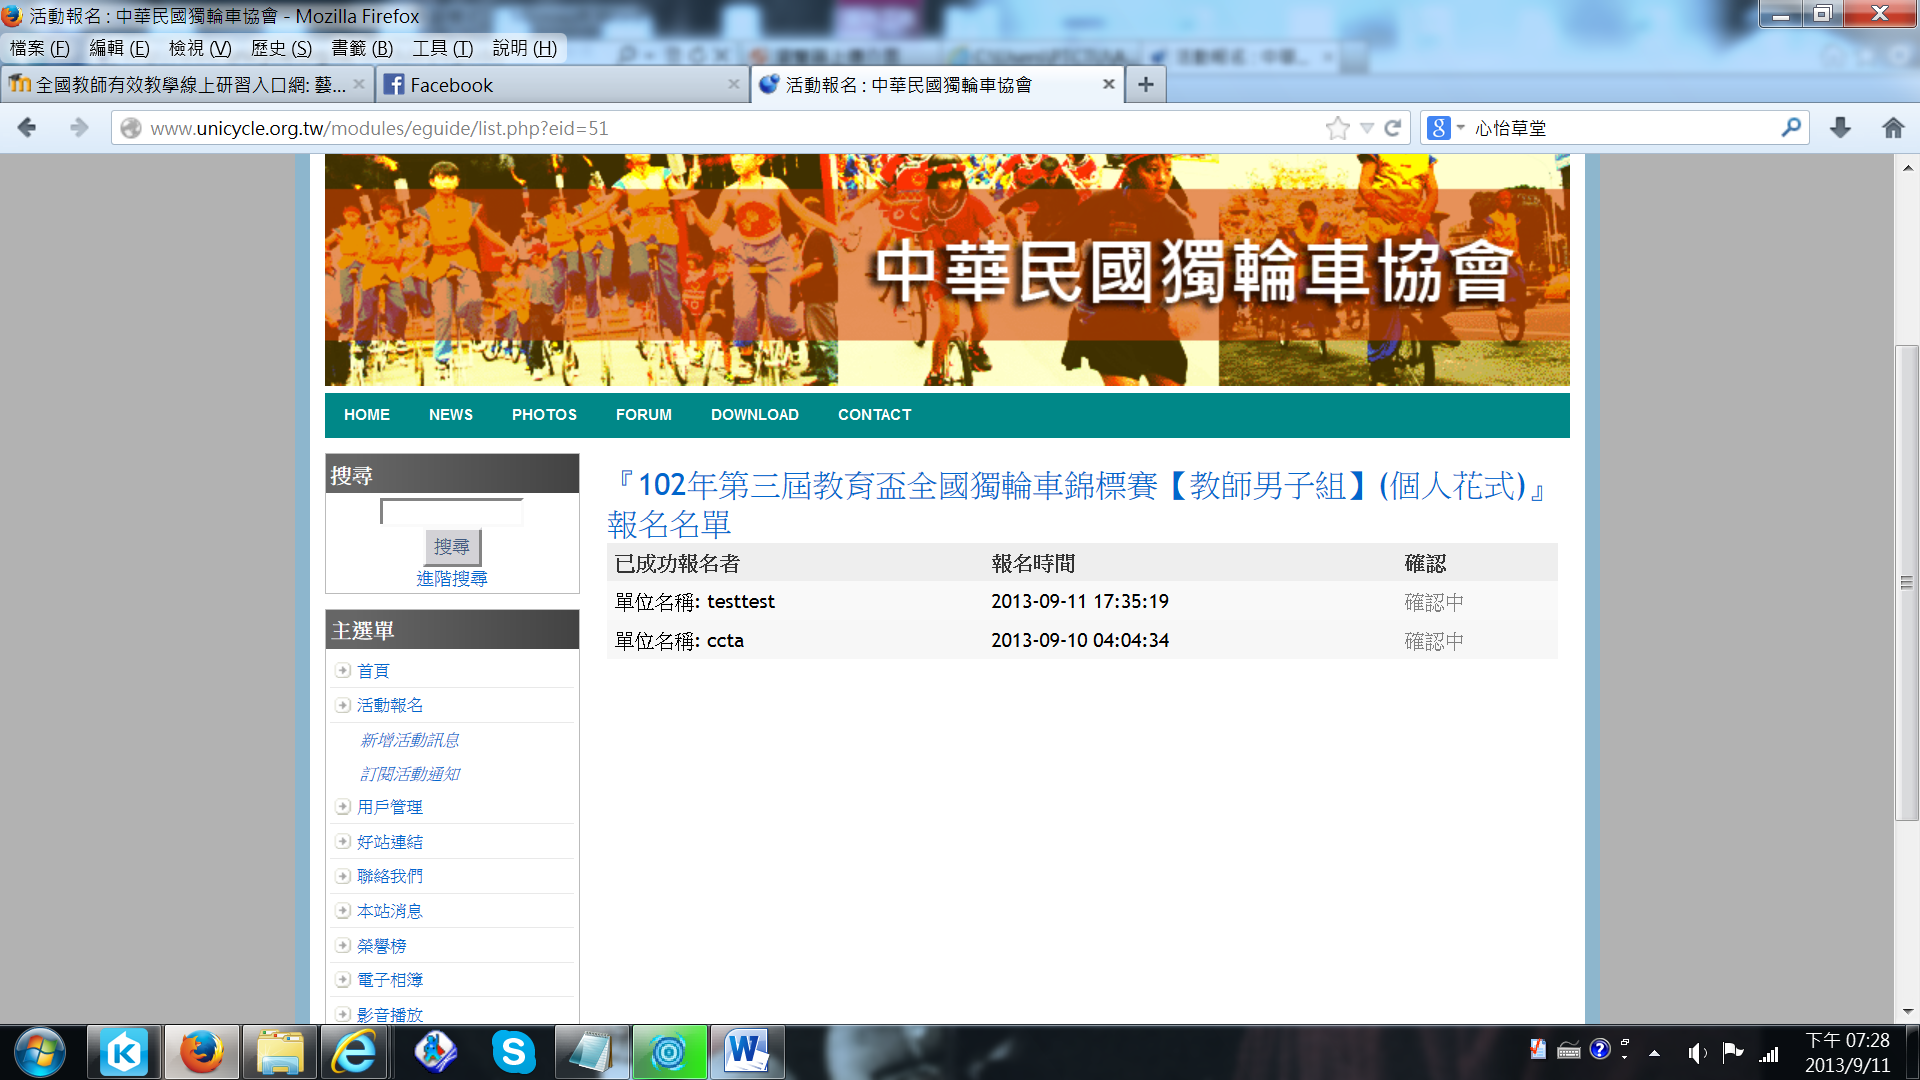 活動報名 : 中華民國獨輪車協會 - Mozilla Firefox
檔案 (F) 編輯 (E) 檢視 (V) 歷史 (S) 書籤 (B) 工具 (T) 說明 (H)
全國教師有效教學線上研習入口網: 藝... Facebook 活動報名 : 中華民國獨輪車協會
www.unicycle.org.tw/modules/eguide/list.php?eid=51 心怡草堂
中華民國獨輪車協會
HOME NEWS PHOTOS FORUM DOWNLOAD CONTACT
搜尋
搜尋
進階搜尋
主選單
首頁
活動報名
新增活動訊息
訂閱活動通知
用戶管理
好站連結
聯絡我們
本站消息
榮譽榜
電子相簿
影音播放
『102年第三屆教育盃全國獨輪車錦標賽【教師男子組】(個人花式)』
報名名單
已成功報名者 報名時間 確認
單位名稱: testtest 2013-09-11 17:35:19 確認中
單位名稱: ccta 2013-09-10 04:04:34 確認中
下午 07:28
2013/9/11